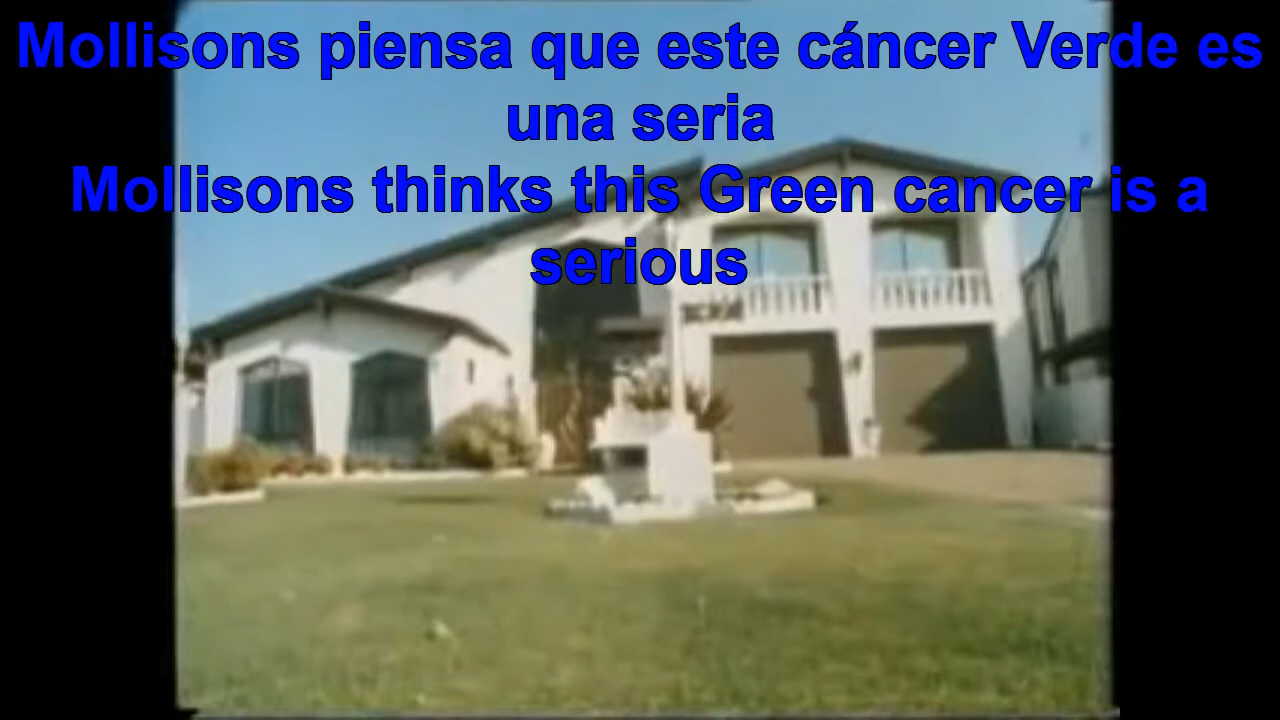 Mollisons piensa que este cáncer Verde es
una seria
Mollisons thinks this Green cancer is a
serious